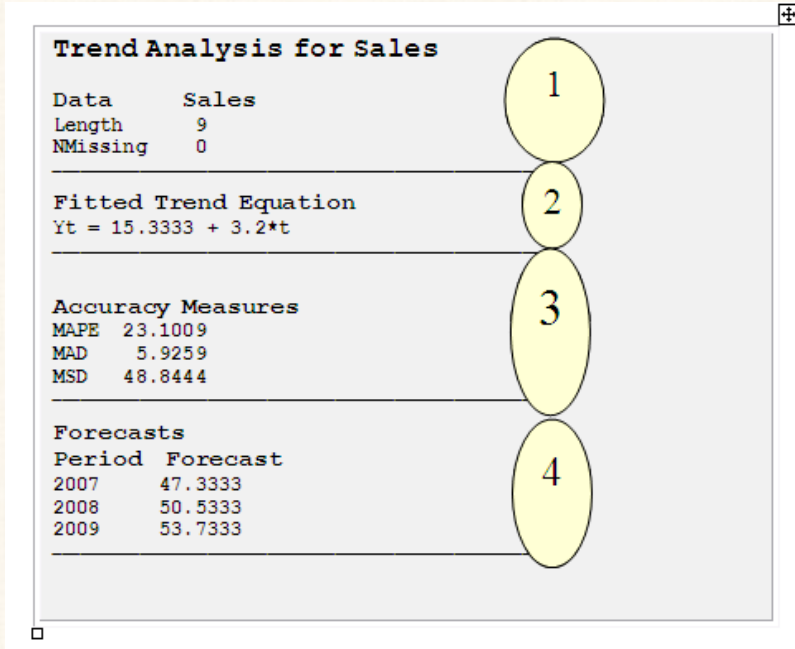 Trend Analysis for Sales
1
Data Sales
Length 9
NMissing 0
Fitted Trend Equation
2
Yt = 15.3333 + 3.2*t
Accuracy Measures
3
MAPE 23.1009
MAD 5.9259
MSD 48.8444
Forecasts
Period Forecast
4
2007 47.3333
2008 50.5333
2009 53.7333